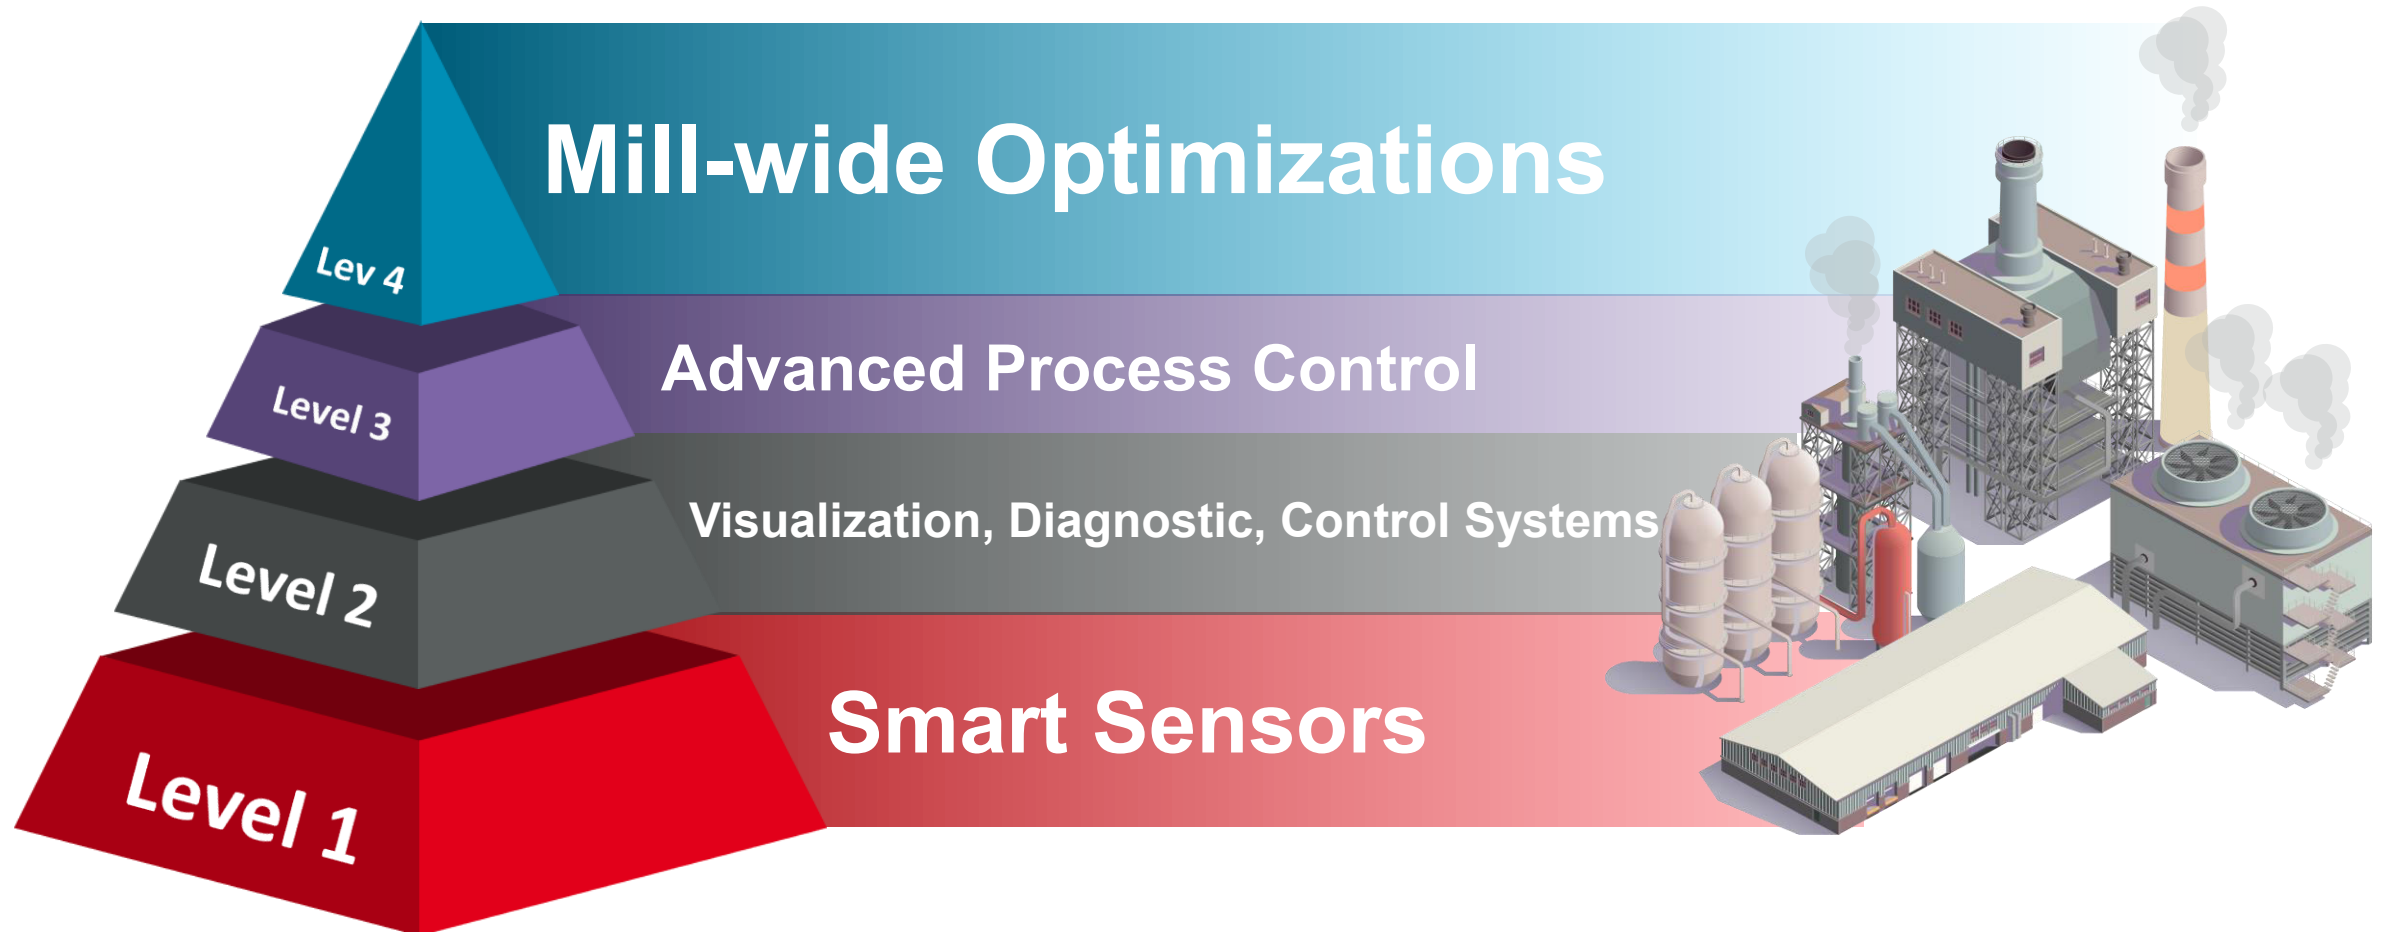 Mill-wide Optimizations
Lev 4
Advanced Process Control
Level 3
Visualization, Diagnostic, Control Systems
Level 2
Smart Sensors
Level 1